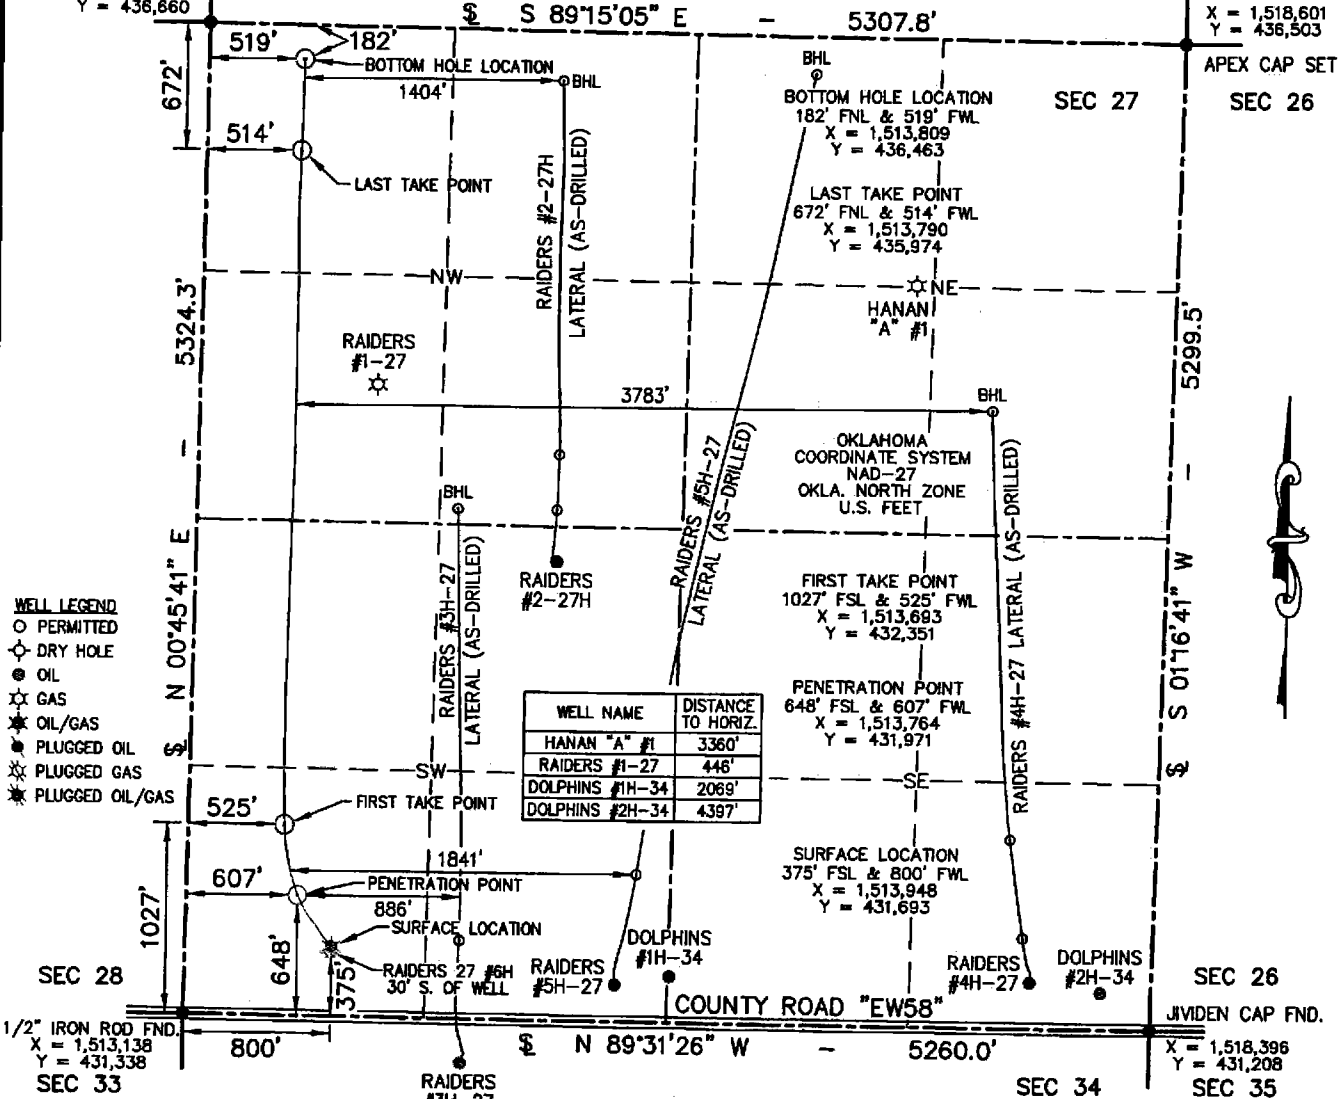 Y = 436,660
S 89°15'05" E - 5307.8'
X = 1,518,601
Y = 436,503
APEX CAP SET
SEC 27
SEC 26
519'
182'
BOTTOM HOLE LOCATION
1404'
BHL
672'
514'
LAST TAKE POINT
BHL
BOTTOM HOLE LOCATION
182' FNL & 519' FWL
X = 1,513,809
Y = 436,463
LAST TAKE POINT
672' FNL & 514' FWL
X = 1,513,790
Y = 435,974
RAIDERS #2-27H
LATERAL (AS-DRILLED)
NW
NE
HANAN
"A" #1
5324.3'
5299.5'
RAIDERS
#1-27
3783'
BHL
OKLAHOMA
COORDINATE SYSTEM
NAD-27
OKLA. NORTH ZONE
U.S. FEET
RAIDERS #5H-27
LATERAL (AS-DRILLED)
BHL
RAIDERS
#2-27H
RAIDERS #3H-27
LATERAL (AS-DRILLED)
FIRST TAKE POINT
1027' FSL & 525' FWL
X = 1,513,693
Y = 432,351
PENETRATION POINT
648' FSL & 607' FWL
X = 1,513,764
Y = 431,971
RAIDERS #4H-27 LATERAL (AS-DRILLED)
N 00°45'41" E -
S 01°16'41" W -
WELL LEGEND
PERMITTED
DRY HOLE
OIL
GAS
OIL/GAS
PLUGGED OIL
PLUGGED GAS
PLUGGED OIL/GAS
WELL NAME DISTANCE TO HORIZ.
HANAN "A" #1 3360'
RAIDERS #1-27 446'
DOLPHINS #1H-34 2069'
DOLPHINS #2H-34 4397'
SW
SE
525'
FIRST TAKE POINT
1841'
607'
PENETRATION POINT
886'
SURFACE LOCATION
375' FSL & 800' FWL
X = 1,513,948
Y = 431,693
1027'
648'
375'
SURFACE LOCATION
RAIDERS 27 #6H
30' S. OF WELL
RAIDERS
#5H-27
DOLPHINS
#1H-34
RAIDERS
#4H-27
DOLPHINS
#2H-34
SEC 28
SEC 26
COUNTY ROAD "EW58"
JIVIDEN CAP FND.
1/2" IRON ROD FND.
X = 1,513,138
Y = 431,338
SEC 33
800'
N 89°31'26" W - 5260.0'
X = 1,518,396
Y = 431,208
SEC 34
SEC 35
RAIDERS
#3H-27